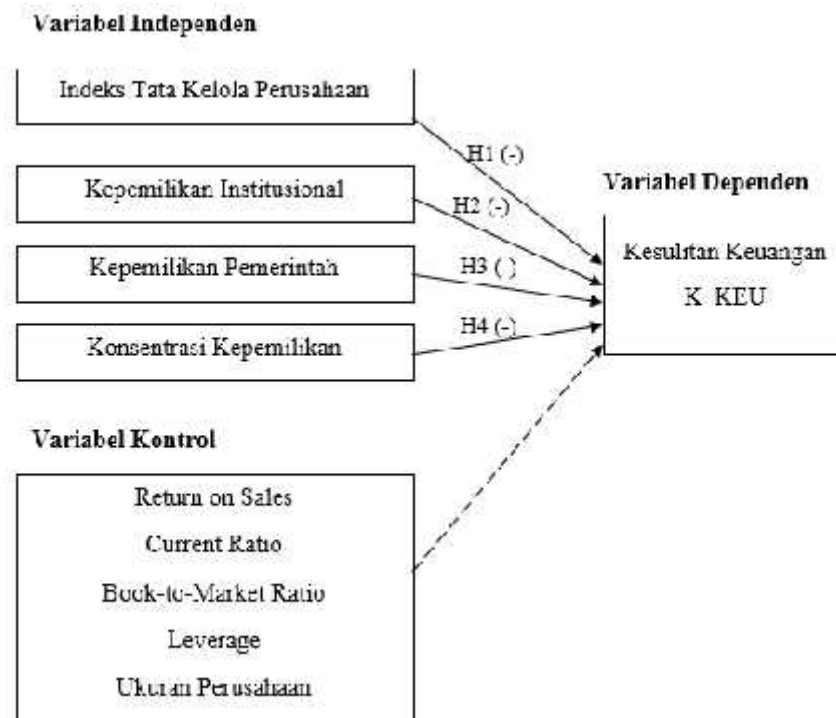 Variabel Independen
Indeks Tata Kelola Perusahaan
H1 (-)
Kepemilikan Institusional
Variabel Dependen
H2 (-)
Kesulitan Keuangan
Kepemilikan Pemerintah
H3 ( )
K KEU
H4 (-)
Konsentrasi Kepemilikan
Variabel Kontrol
Return on Sales
Current Ratio
Book-to-Market Ratio
Leverage
Ukuran Perusahaan